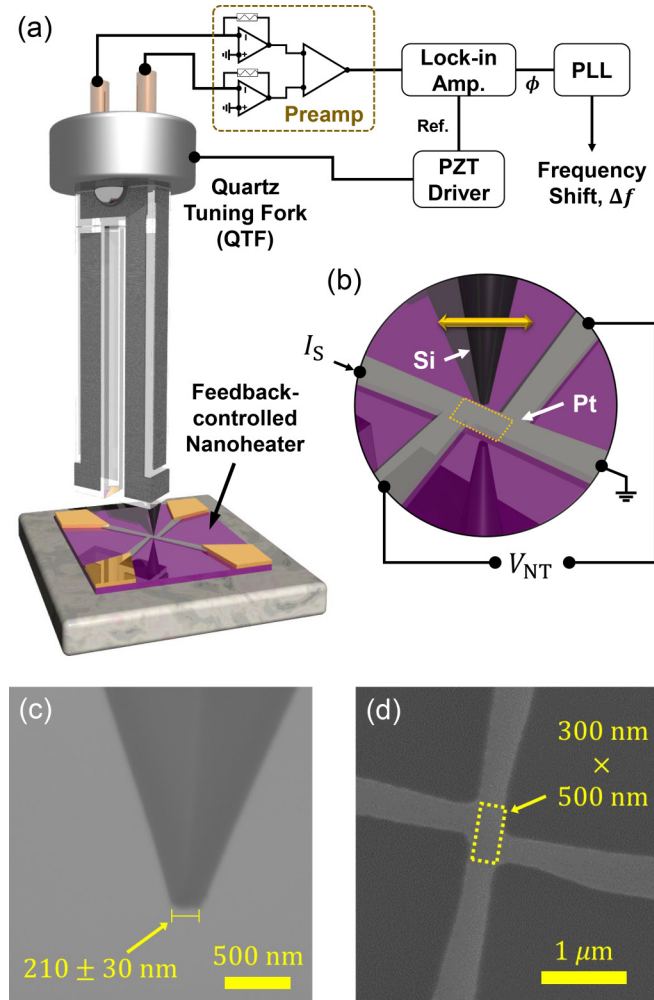 (a)
Preamp
Lock-in
Amp.
ϕ
PLL
Ref.
PZT
Driver
Frequency
Shift, Δf
Quartz
Tuning Fork
(QTF)
Feedback-
controlled
Nanoheater
(b)
I_S
Si
Pt
V_NT
(c)
210 ± 30 nm
500 nm
(d)
300 nm
×
500 nm
1 μm